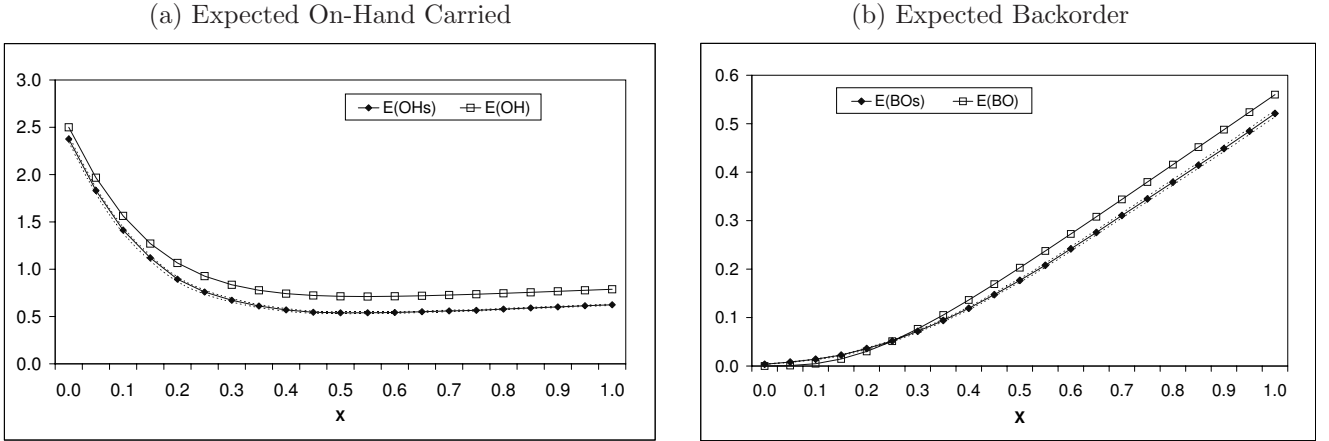 (a) Expected On-Hand Carried
3.0
2.5
2.0
1.5
1.0
0.5
0.0
E(OHs) E(OH)
0.0 0.1 0.2 0.3 0.4 0.5 0.6 0.7 0.8 0.9 1.0
X
(b) Expected Backorder
0.6
0.5
0.4
0.3
0.2
0.1
0.0
E(BOs) E(BO)
0.0 0.1 0.2 0.3 0.4 0.5 0.6 0.7 0.8 0.9 1.0
X